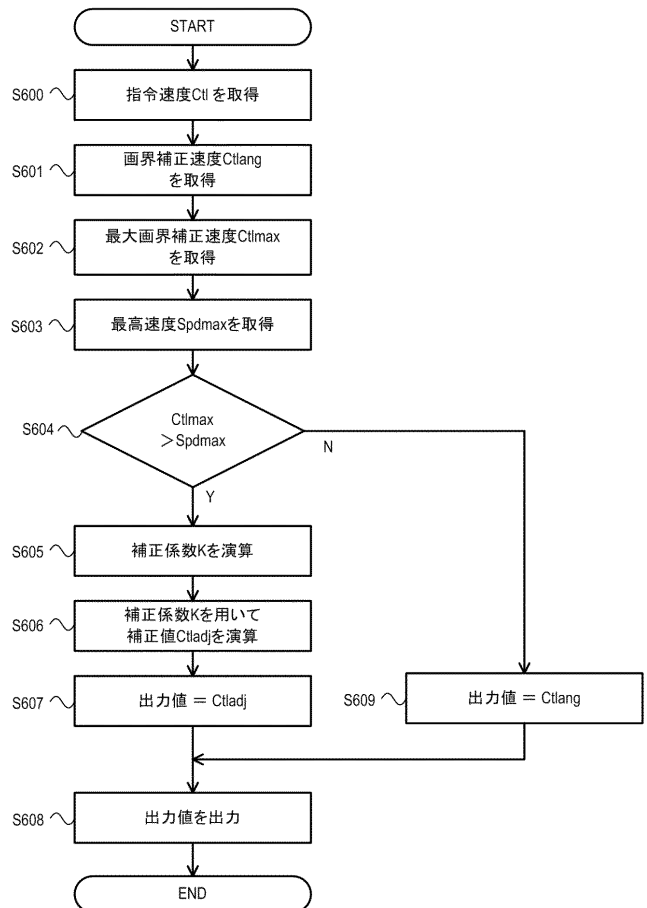 START
S600
指令速度Ctl を取得
S601
画界補正速度Ctlang
を取得
S602
最大画界補正速度Ctlmax
を取得
S603
最高速度Spdmaxを取得
S604
Ctlmax
＞Spdmax
N
Y
S605
補正係数Kを演算
S606
補正係数Kを用いて
補正値Ctladjを演算
S607
出力値 ＝ Ctladj
S609
出力値 ＝ Ctlang
S608
出力値を出力
END